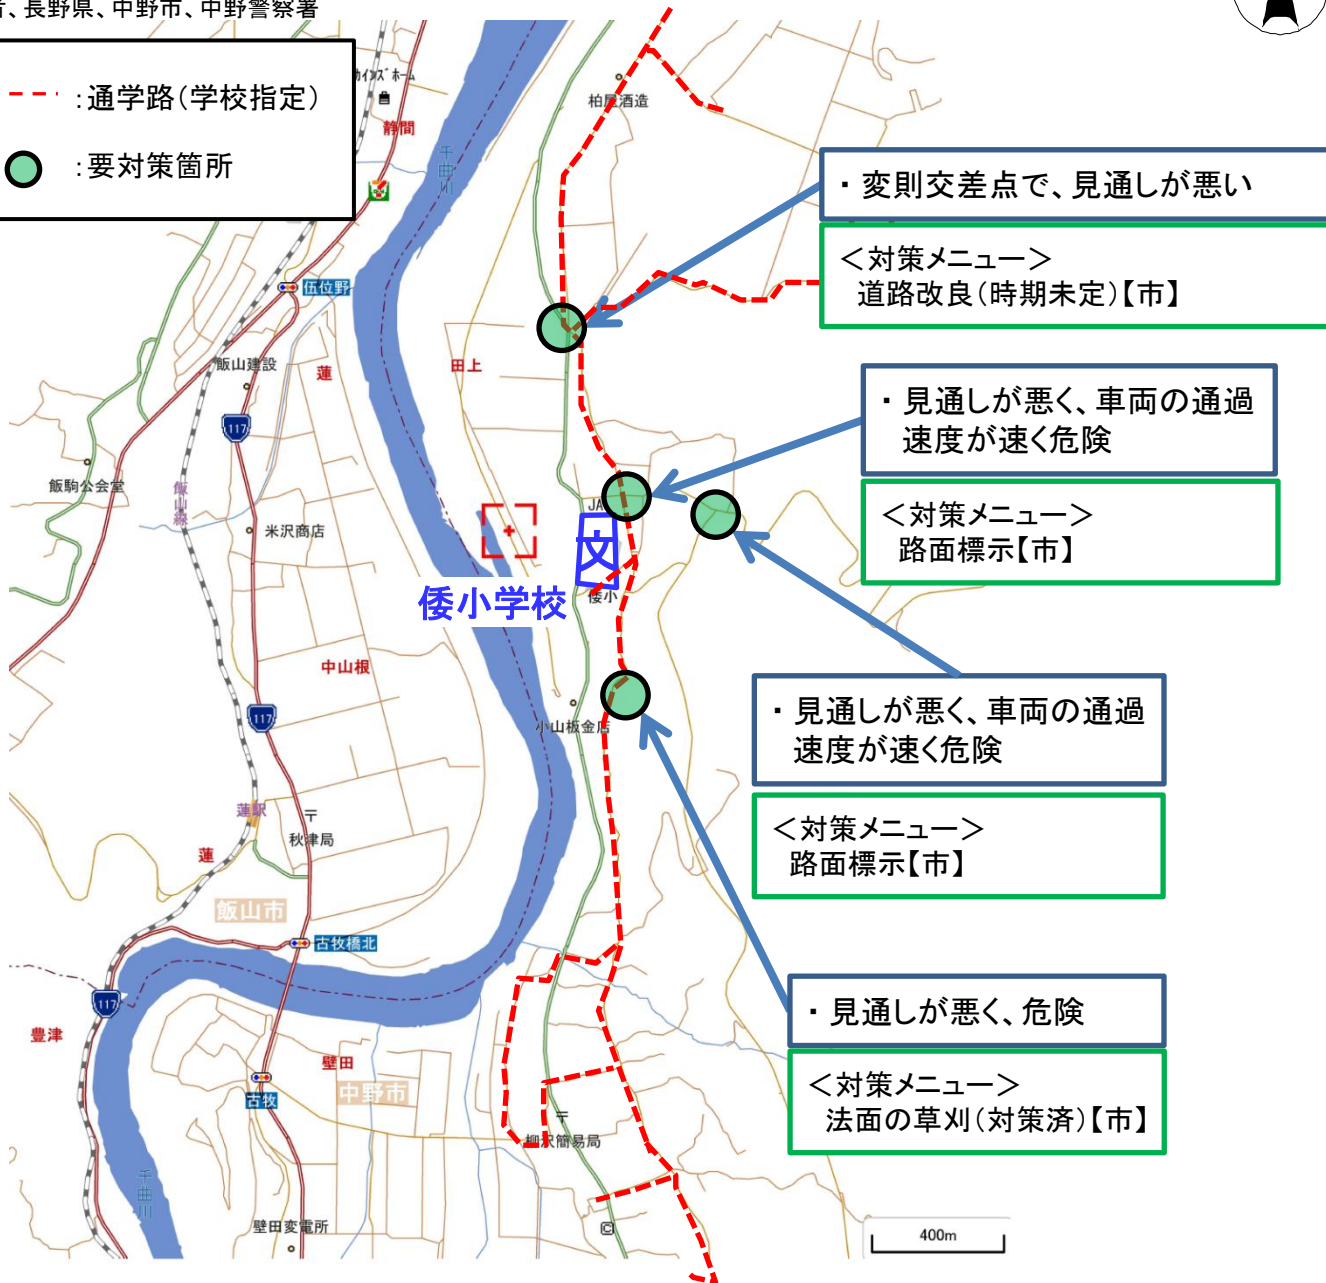 、長野県、中野市、中野警察署
:通学路(学校指定)
:要対策箇所
静間
千曲川
柏屋酒造
・変則交差点で、見通しが悪い
<対策メニュー>
道路改良(時期未定)【市】
伍位野
飯山建設
蓮
田上
117
・見通しが悪く、車両の通過
速度が速く危険
<対策メニュー>
路面標示【市】
飯駒公会堂
飯山線
米沢商店
JA
文
倭小
倭小学校
中山根
117
小山板金店
・見通しが悪く、車両の通過
速度が速く危険
<対策メニュー>
路面標示【市】
蓮駅
〒
秋津局
蓮
飯山市
古牧橋北
117
豊津
壁田
中野市
古牧
・見通しが悪く、危険
<対策メニュー>
法面の草刈(対策済)【市】
〒
柳沢簡易局
千曲川
壁田変電所
400m